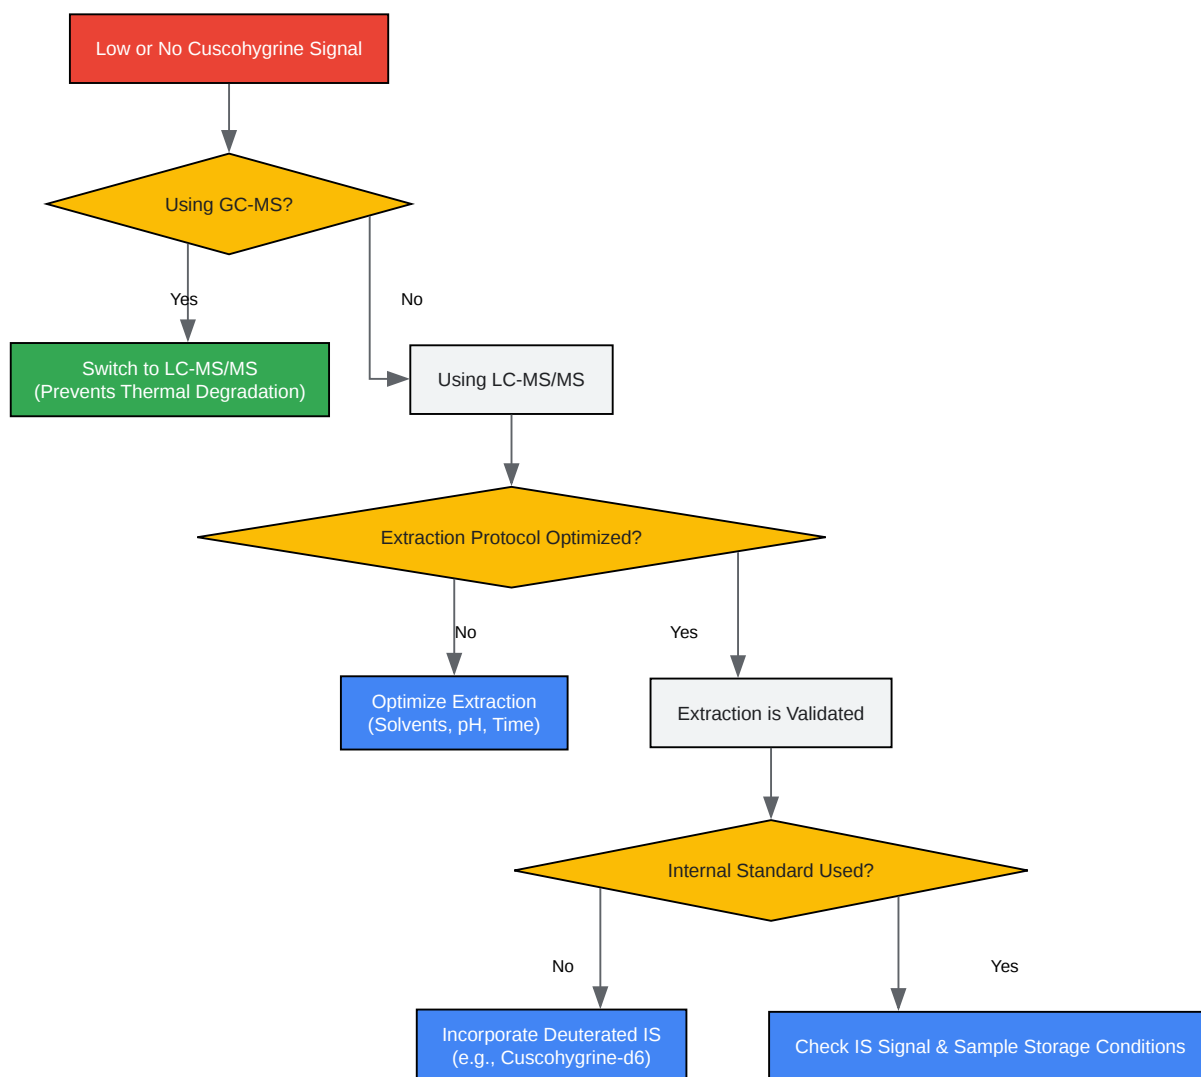 Low or No Cuscohygrine Signal
Using GC-MS?
Yes
No
Switch to LC-MS/MS
(Prevents Thermal Degradation)
Using LC-MS/MS
Extraction Protocol Optimized?
No
Yes
Optimize Extraction
(Solvents, pH, Time)
Extraction is Validated
Internal Standard Used?
No
Yes
Incorporate Deuterated IS
(e.g., Cuscohygrine-d6)
Check IS Signal & Sample Storage Conditions